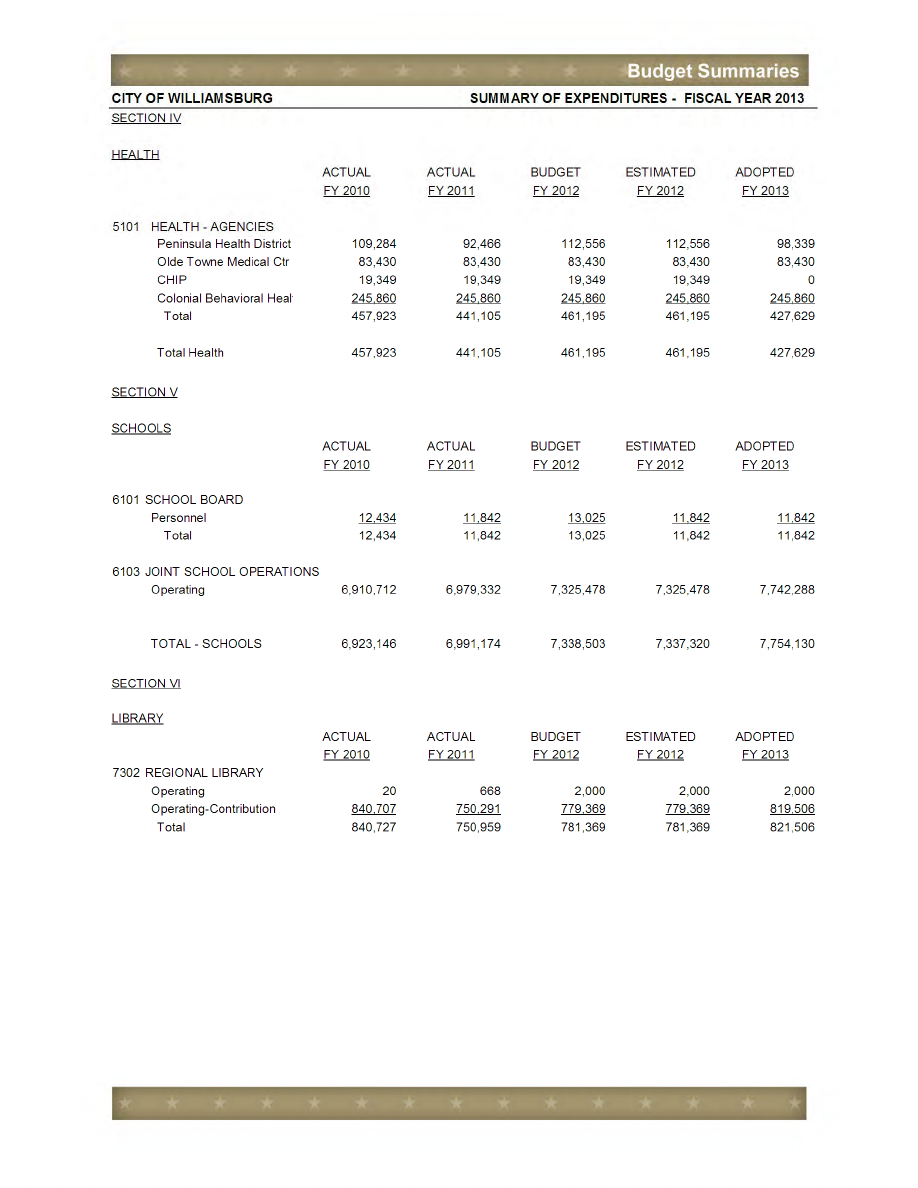 Budget Summaries
CITY OF WILLIAMSBURG SUMMARY OF EXPENDITURES - FISCAL YEAR 2013
SECTION IV
HEALTH
ACTUAL ACTUAL BUDGET ESTIMATED ADOPTED
FY 2010 FY 2011 FY 2012 FY 2012 FY 2013
5101 HEALTH - AGENCIES
Peninsula Health District 109,284 92,466 112,556 112,556 98,339
Olde Towne Medical Ctr 83,430 83,430 83,430 83,430 83,430
CHIP 19,349 19,349 19,349 19,349 0
Colonial Behavioral Heal 245,860 245,860 245,860 245,860 245,860
Total 457,923 441,105 461,195 461,195 427,629
Total Health 457,923 441,105 461,195 461,195 427,629
SECTION V
SCHOOLS
ACTUAL ACTUAL BUDGET ESTIMATED ADOPTED
FY 2010 FY 2011 FY 2012 FY 2012 FY 2013
6101 SCHOOL BOARD
Personnel 12,434 11,842 13,025 11,842 11,842
Total 12,434 11,842 13,025 11,842 11,842
6103 JOINT SCHOOL OPERATIONS
Operating 6,910,712 6,979,332 7,325,478 7,325,478 7,742,288
TOTAL - SCHOOLS 6,923,146 6,991,174 7,338,503 7,337,320 7,754,130
SECTION VI
LIBRARY
ACTUAL ACTUAL BUDGET ESTIMATED ADOPTED
FY 2010 FY 2011 FY 2012 FY 2012 FY 2013
7302 REGIONAL LIBRARY
Operating 20 668 2,000 2,000 2,000
Operating-Contribution 840,707 750,291 779,369 779,369 819,506
Total 840,727 750,959 781,369 781,369 821,506